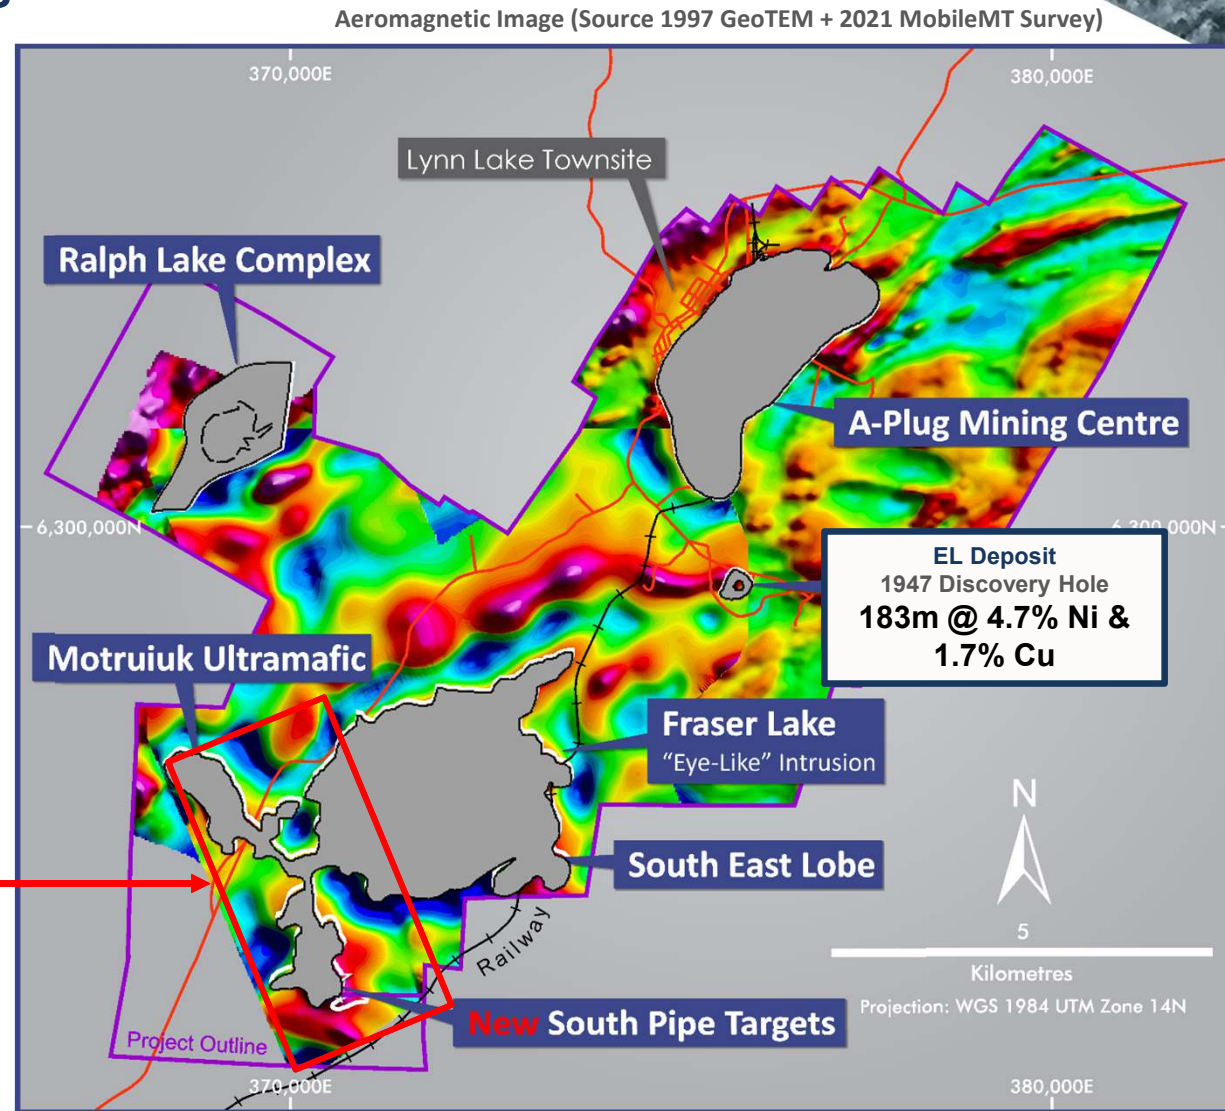 Aeromagnetic Image (Source 1997 GeoTEM + 2021 MobileMT Survey)
370,000E
380,000E
Lynn Lake Townsite
Ralph Lake Complex
A-Plug Mining Centre
6,300,000N
6,300,000N
EL Deposit
1947 Discovery Hole
183m @ 4.7% Ni &
1.7% Cu
Motruiuk Ultramafic
Fraser Lake
"Eye-Like" Intrusion
N
South East Lobe
5
Kilometres
Railway
Projection: WGS 1984 UTM Zone 14N
New South Pipe Targets
Project Outline
370,000E
380,000E